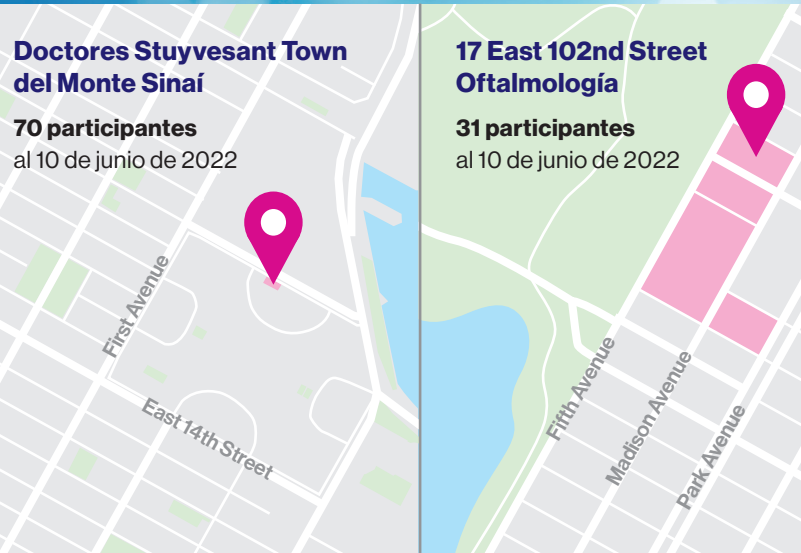 Doctores Stuyvesant Town
del Monte Sinaí
70 participantes
al 10 de junio de 2022
First Avenue
East 14th Street
17 East 102nd Street
Oftalmología
31 participantes
al 10 de junio de 2022
Fifth Avenue
Madison Avenue
Park Avenue